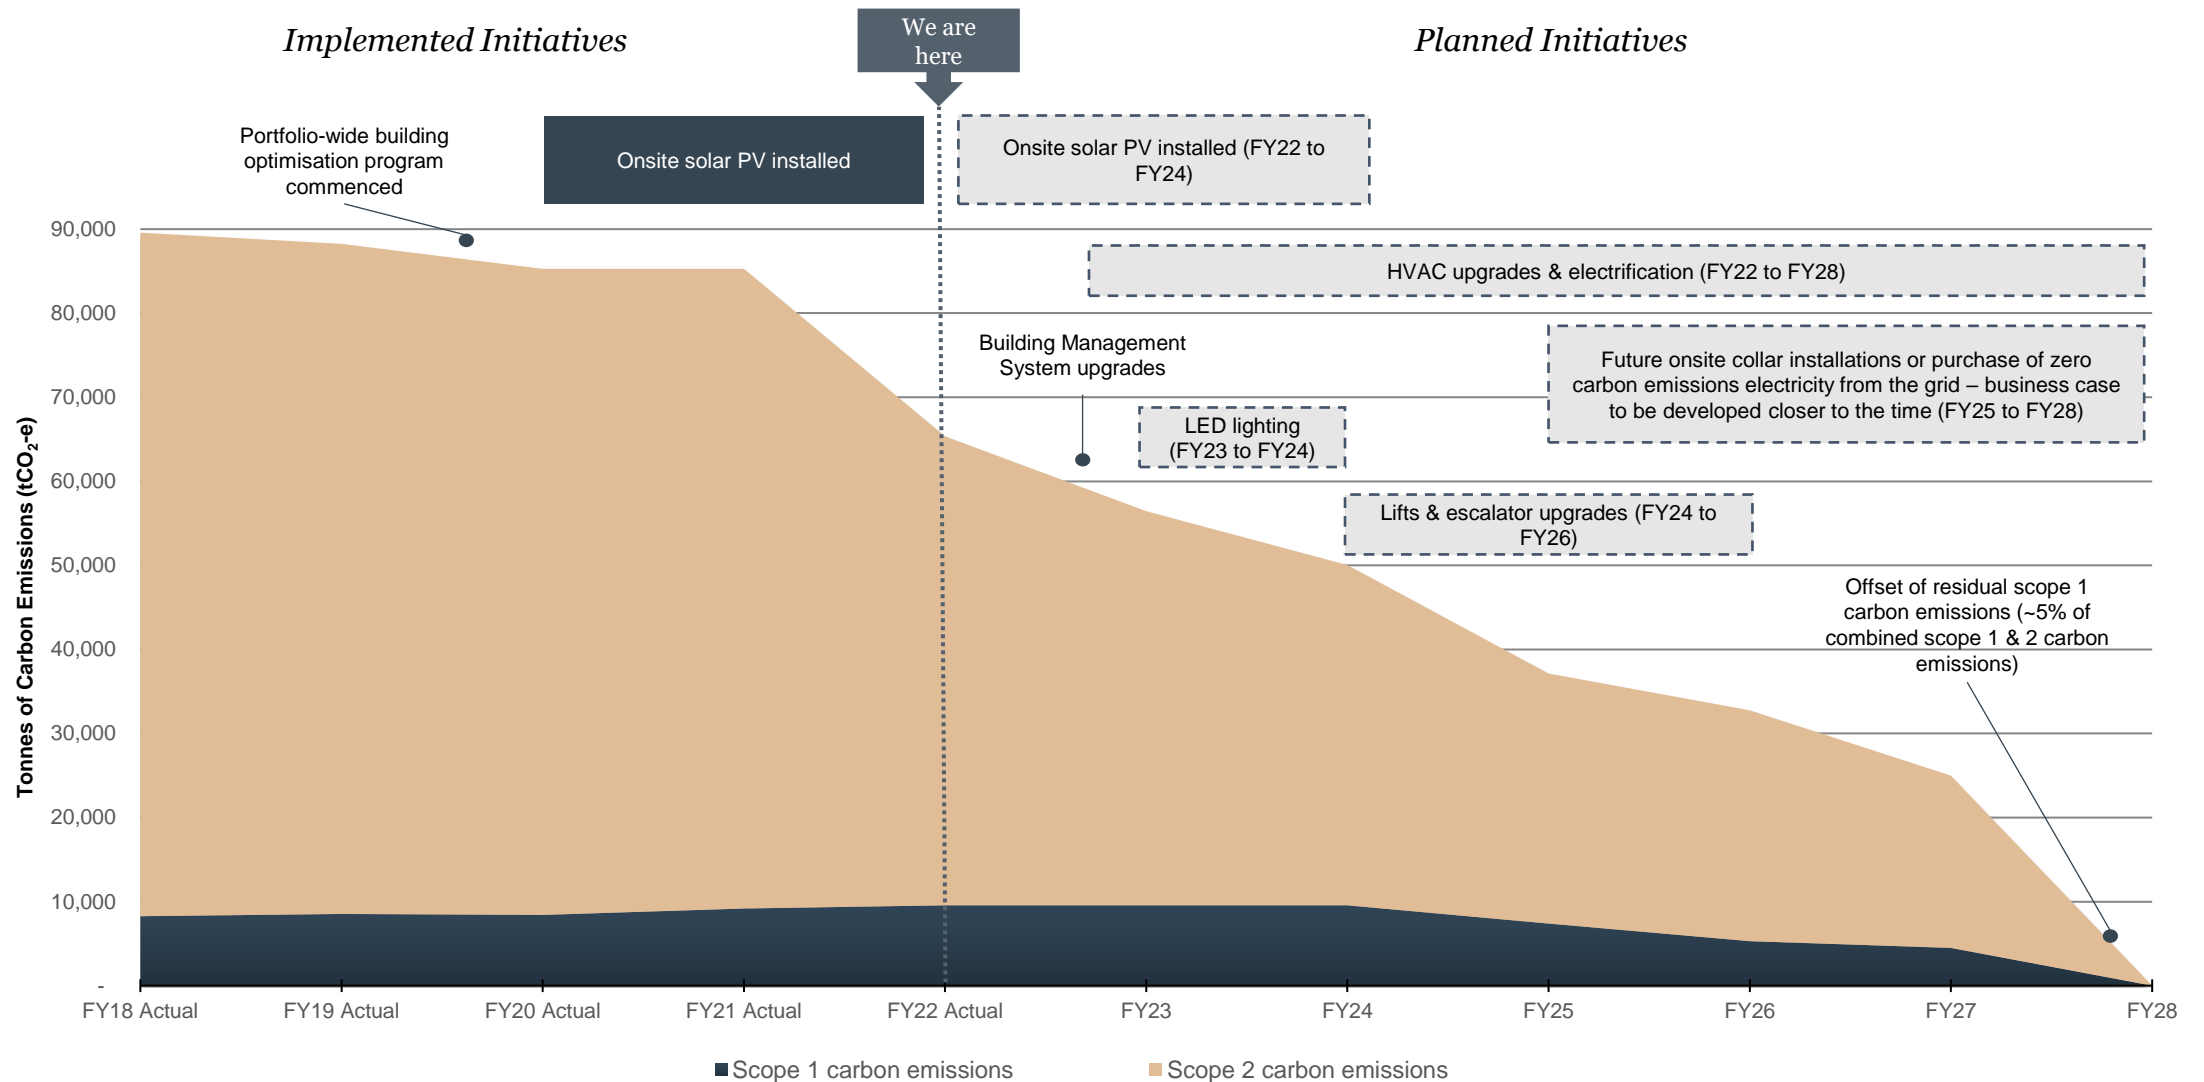 Implemented Initiatives
We are
here
Planned Initiatives
Portfolio-wide building
optimisation program
commenced
Onsite solar PV installed
Onsite solar PV installed (FY22 to
FY24)
HVAC upgrades & electrification (FY22 to FY28)
Building Management
System upgrades
Future onsite collar installations or purchase of zero
carbon emissions electricity from the grid – business case
to be developed closer to the time (FY25 to FY28)
LED lighting
(FY23 to FY24)
Lifts & escalator upgrades (FY24 to
FY26)
Offset of residual scope 1
carbon emissions (~5% of
combined scope 1 & 2 carbon
emissions)
Tonnes of Carbon Emissions (tCO₂-e)
90,000
80,000
70,000
60,000
50,000
40,000
30,000
20,000
10,000
-
FY18 Actual FY19 Actual FY20 Actual FY21 Actual FY22 Actual FY23 FY24 FY25 FY26 FY27 FY28
Scope 1 carbon emissions Scope 2 carbon emissions